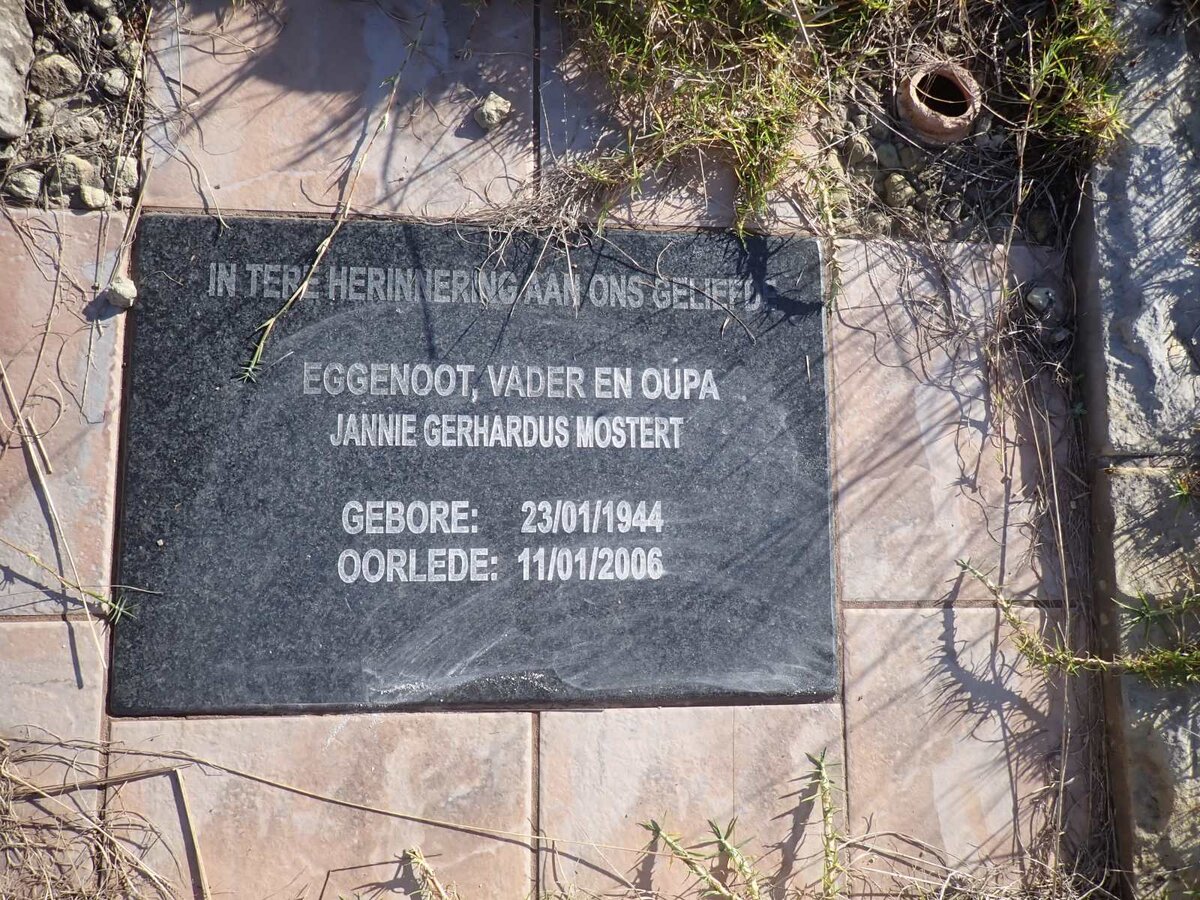 IN TERE HERINNERING AAN ONS GELIEFDE
EGGENOOT, VADER EN OUPA
JANNIE GERHARDUS MOSTERT
GEBORE: 23/01/1944
OORLEDE: 11/01/2006